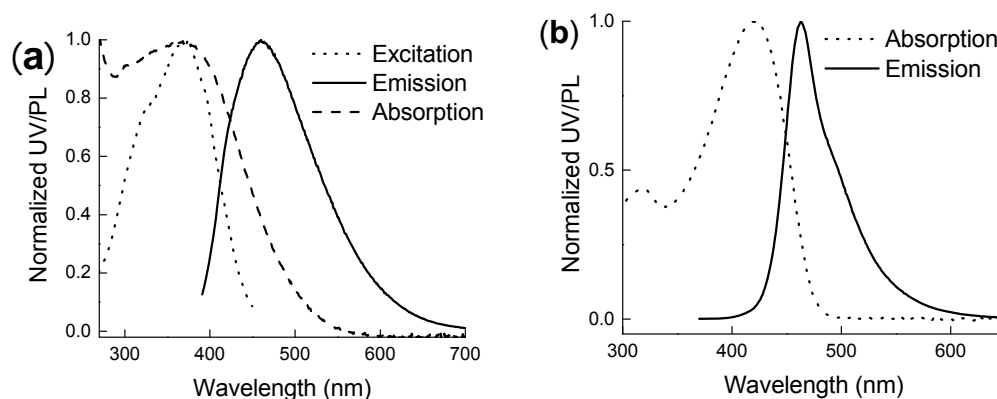 (a)
Normalized UV/PL
1.0
0.8
0.6
0.4
0.2
0.0
Excitation
Emission
Absorption
300 400 500 600 700
Wavelength (nm)
(b)
Normalized UV/PL
1.0
0.5
0.0
Absorption
Emission
300 400 500 600
Wavelength (nm)